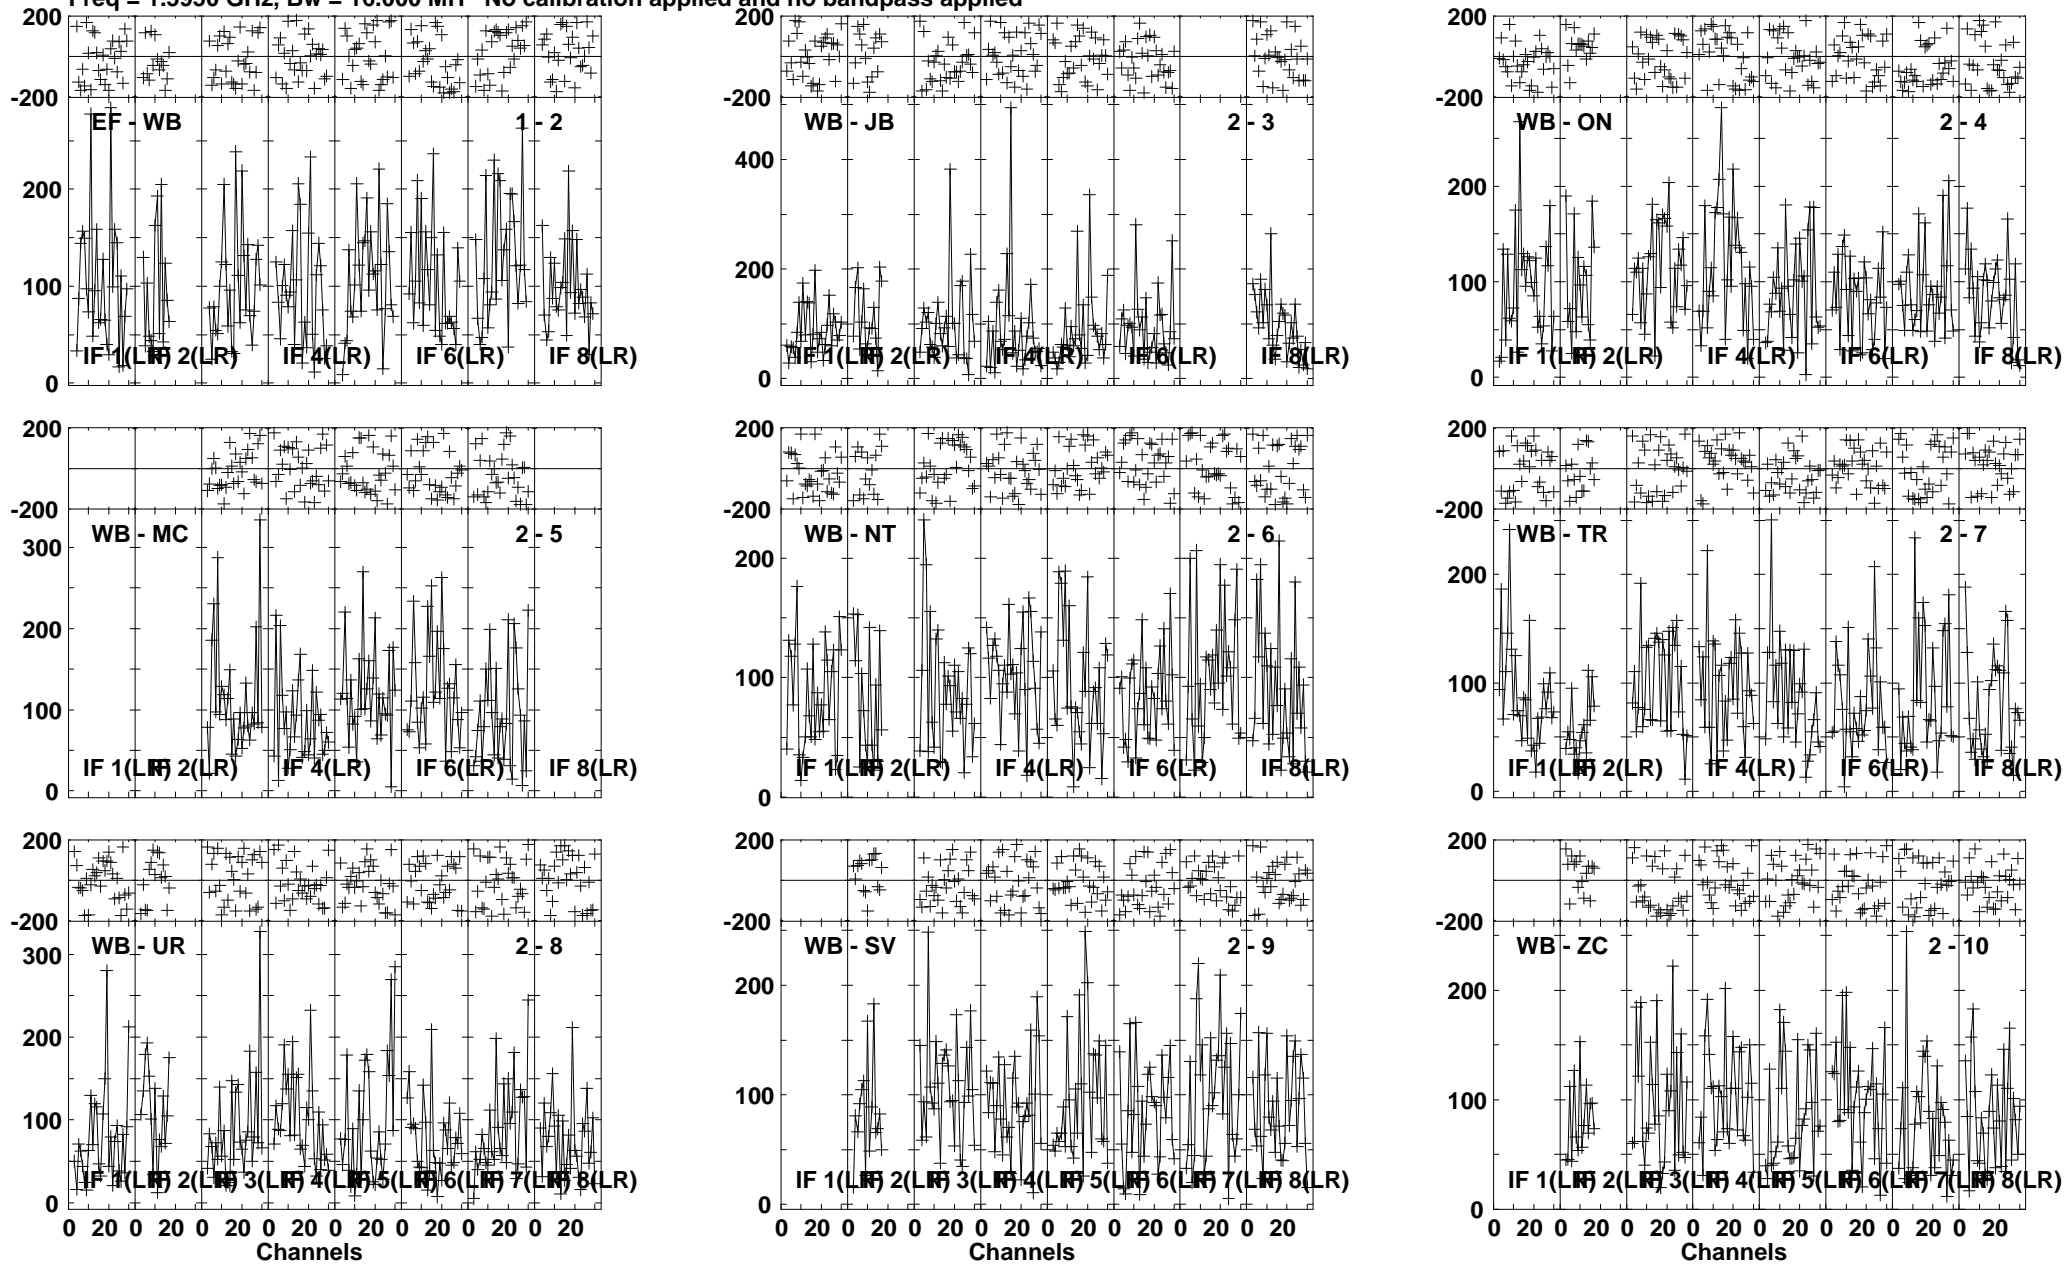 Freq = 1.5950 GHz, Bw = 16.000 MH No calibration applied and no bandpass applied
200 200 200
-200 -200 -200
EF - WB 1 - 2 WB - JB 2 - 3 WB - ON 2 - 4
200 100 0
400 200 0
200 100 0
IF 1(LR) IF 2(LR) IF 4(LR) IF 6(LR) IF 8(LR)
IF 1(LR) IF 2(LR) IF 4(LR) IF 6(LR) IF 8(LR)
IF 1(LR) IF 2(LR) IF 4(LR) IF 6(LR) IF 8(LR)
200 200 200
-200 -200 -200
WB - MC 2 - 5 WB - NT 2 - 6 WB - TR 2 - 7
300 200 100 0
200 100 0
200 100 0
IF 1(LR) IF 2(LR) IF 4(LR) IF 6(LR) IF 8(LR)
IF 1(LR) IF 2(LR) IF 4(LR) IF 6(LR) IF 8(LR)
IF 1(LR) IF 2(LR) IF 4(LR) IF 6(LR) IF 8(LR)
200 200 200
-200 -200 -200
WB - UR 2 - 8 WB - SV 2 - 9 WB - ZC 2 - 10
300 200 100 0
200 100 0
200 100 0
IF 1(LR) IF 2(LR) IF 3(LR) IF 4(LR) IF 5(LR) IF 6(LR) IF 7(LR) IF 8(LR)
IF 1(LR) IF 2(LR) IF 3(LR) IF 4(LR) IF 5(LR) IF 6(LR) IF 7(LR) IF 8(LR)
IF 1(LR) IF 2(LR) IF 3(LR) IF 4(LR) IF 5(LR) IF 6(LR) IF 7(LR) IF 8(LR)
0 20 0 20 0 20 0 20 0 20 0 20 0 20 0 20
0 20 0 20 0 20 0 20 0 20 0 20 0 20 0 20
0 20 0 20 0 20 0 20 0 20 0 20 0 20 0 20
Channels Channels Channels